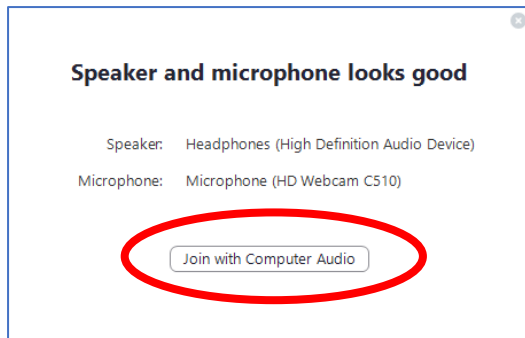 Speaker and microphone looks good
Speaker: Headphones (High Definition Audio Device)
Microphone: Microphone (HD Webcam C510)
Join with Computer Audio